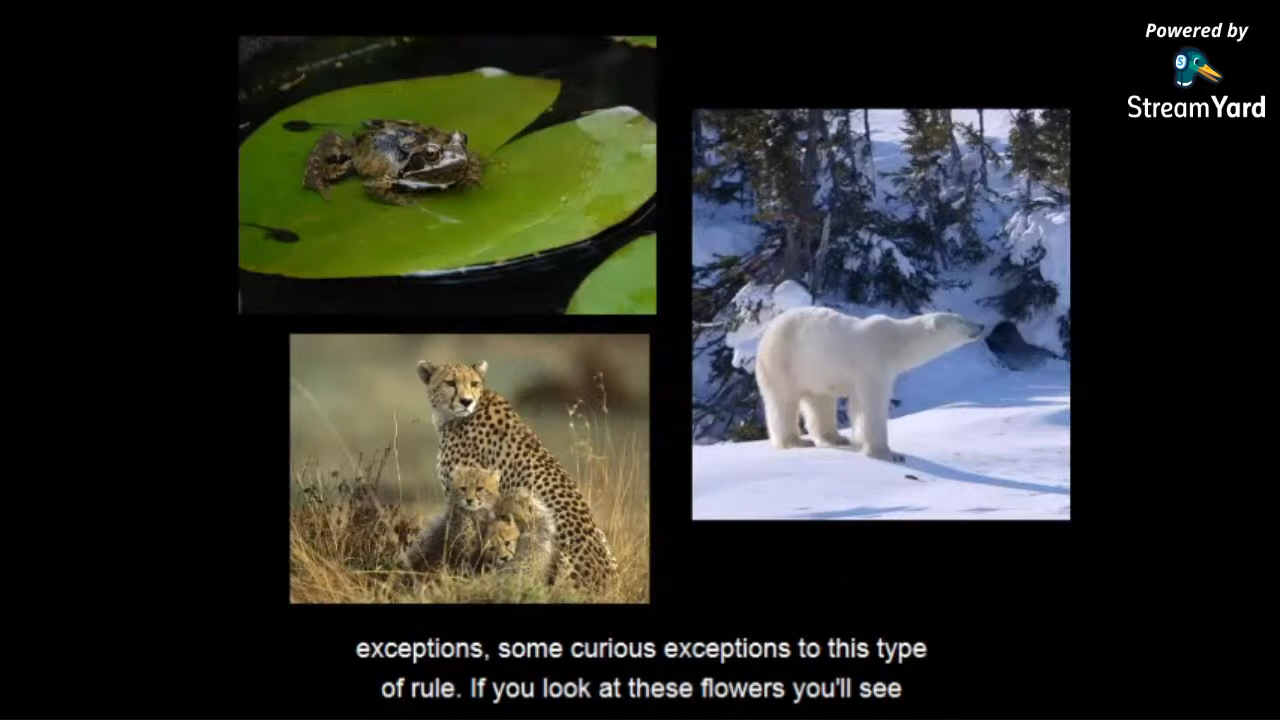 Powered by
StreamYard
exceptions, some curious exceptions to this type
of rule. If you look at these flowers you'll see